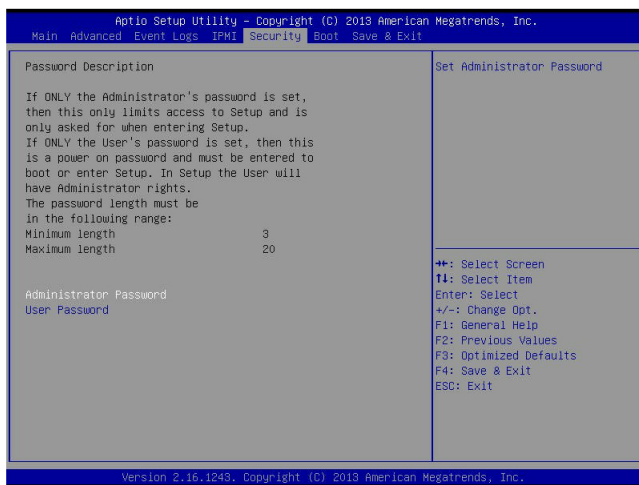 Aptio Setup Utility – Copyright (C) 2013 American Megatrends, Inc.
Main Advanced Event Logs IPMI Security Boot Save & Exit
Password Description
If ONLY the Administrator's password is set,
then this only limits access to Setup and is
only asked for when entering Setup.
If ONLY the User's password is set, then this
is a power on password and must be entered to
boot or enter Setup. In Setup the User will
have Administrator rights.
The password length must be
in the following range:
Minimum length 3
Maximum length 20
Administrator Password
User Password
Set Administrator Password
→←: Select Screen
↑↓: Select Item
Enter: Select
+/-: Change Opt.
F1: General Help
F2: Previous Values
F3: Optimized Defaults
F4: Save & Exit
ESC: Exit
Version 2.16.1243. Copyright (C) 2013 American Megatrends, Inc.